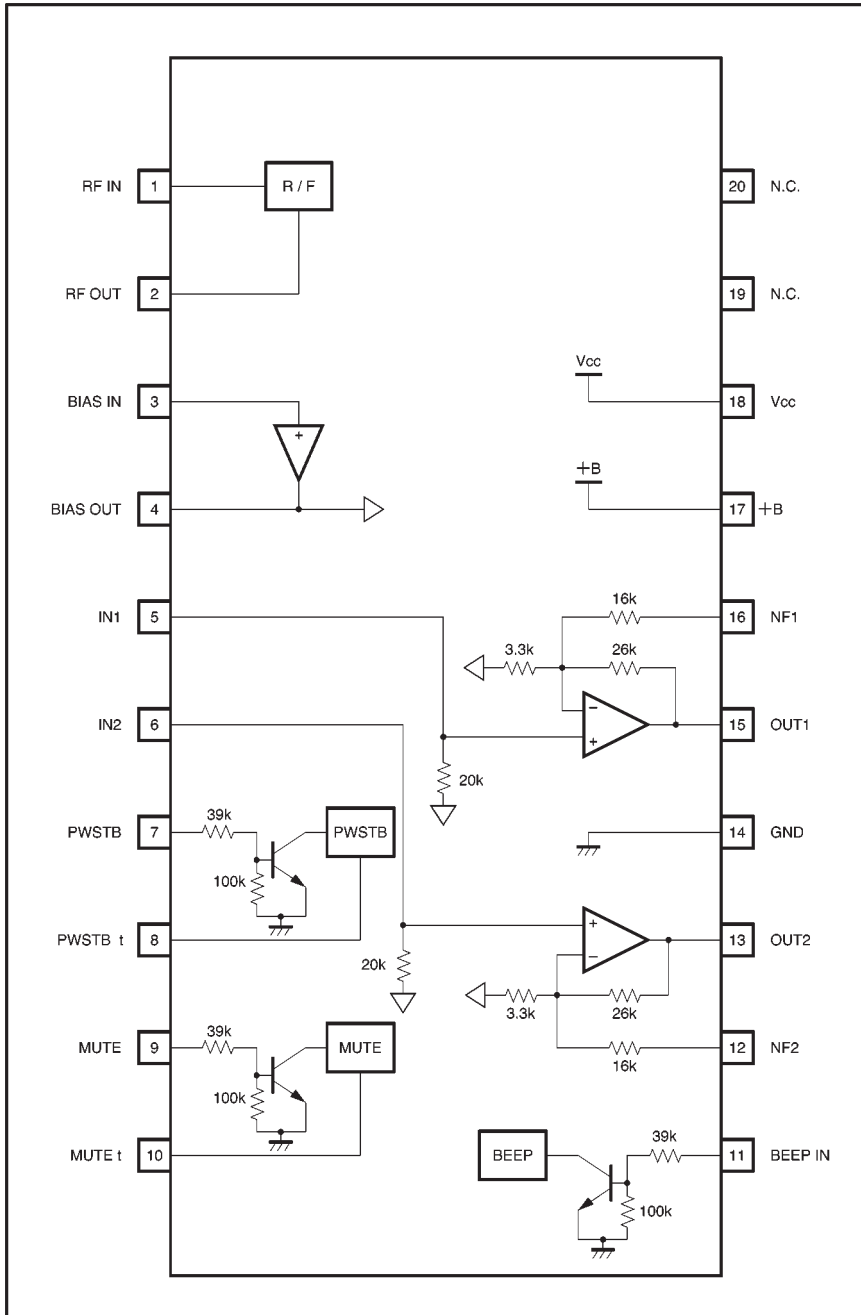 RF IN 1 R / F 20 N.C.
RF OUT 2 19 N.C.
Vcc
BIAS IN 3 + 18 Vcc
+B
BIAS OUT 4 17 +B
16k
IN1 5 16 NF1
3.3k 26k
−
IN2 6 15 OUT1
+
20k
39k
PWSTB 7 PWSTB 14 GND
100k
+
PWSTB t 8 13 OUT2
−
20k
3.3k 26k
39k
MUTE 9 MUTE 12 NF2
16k
100k
39k
MUTE t 10 BEEP 11 BEEP IN
100k